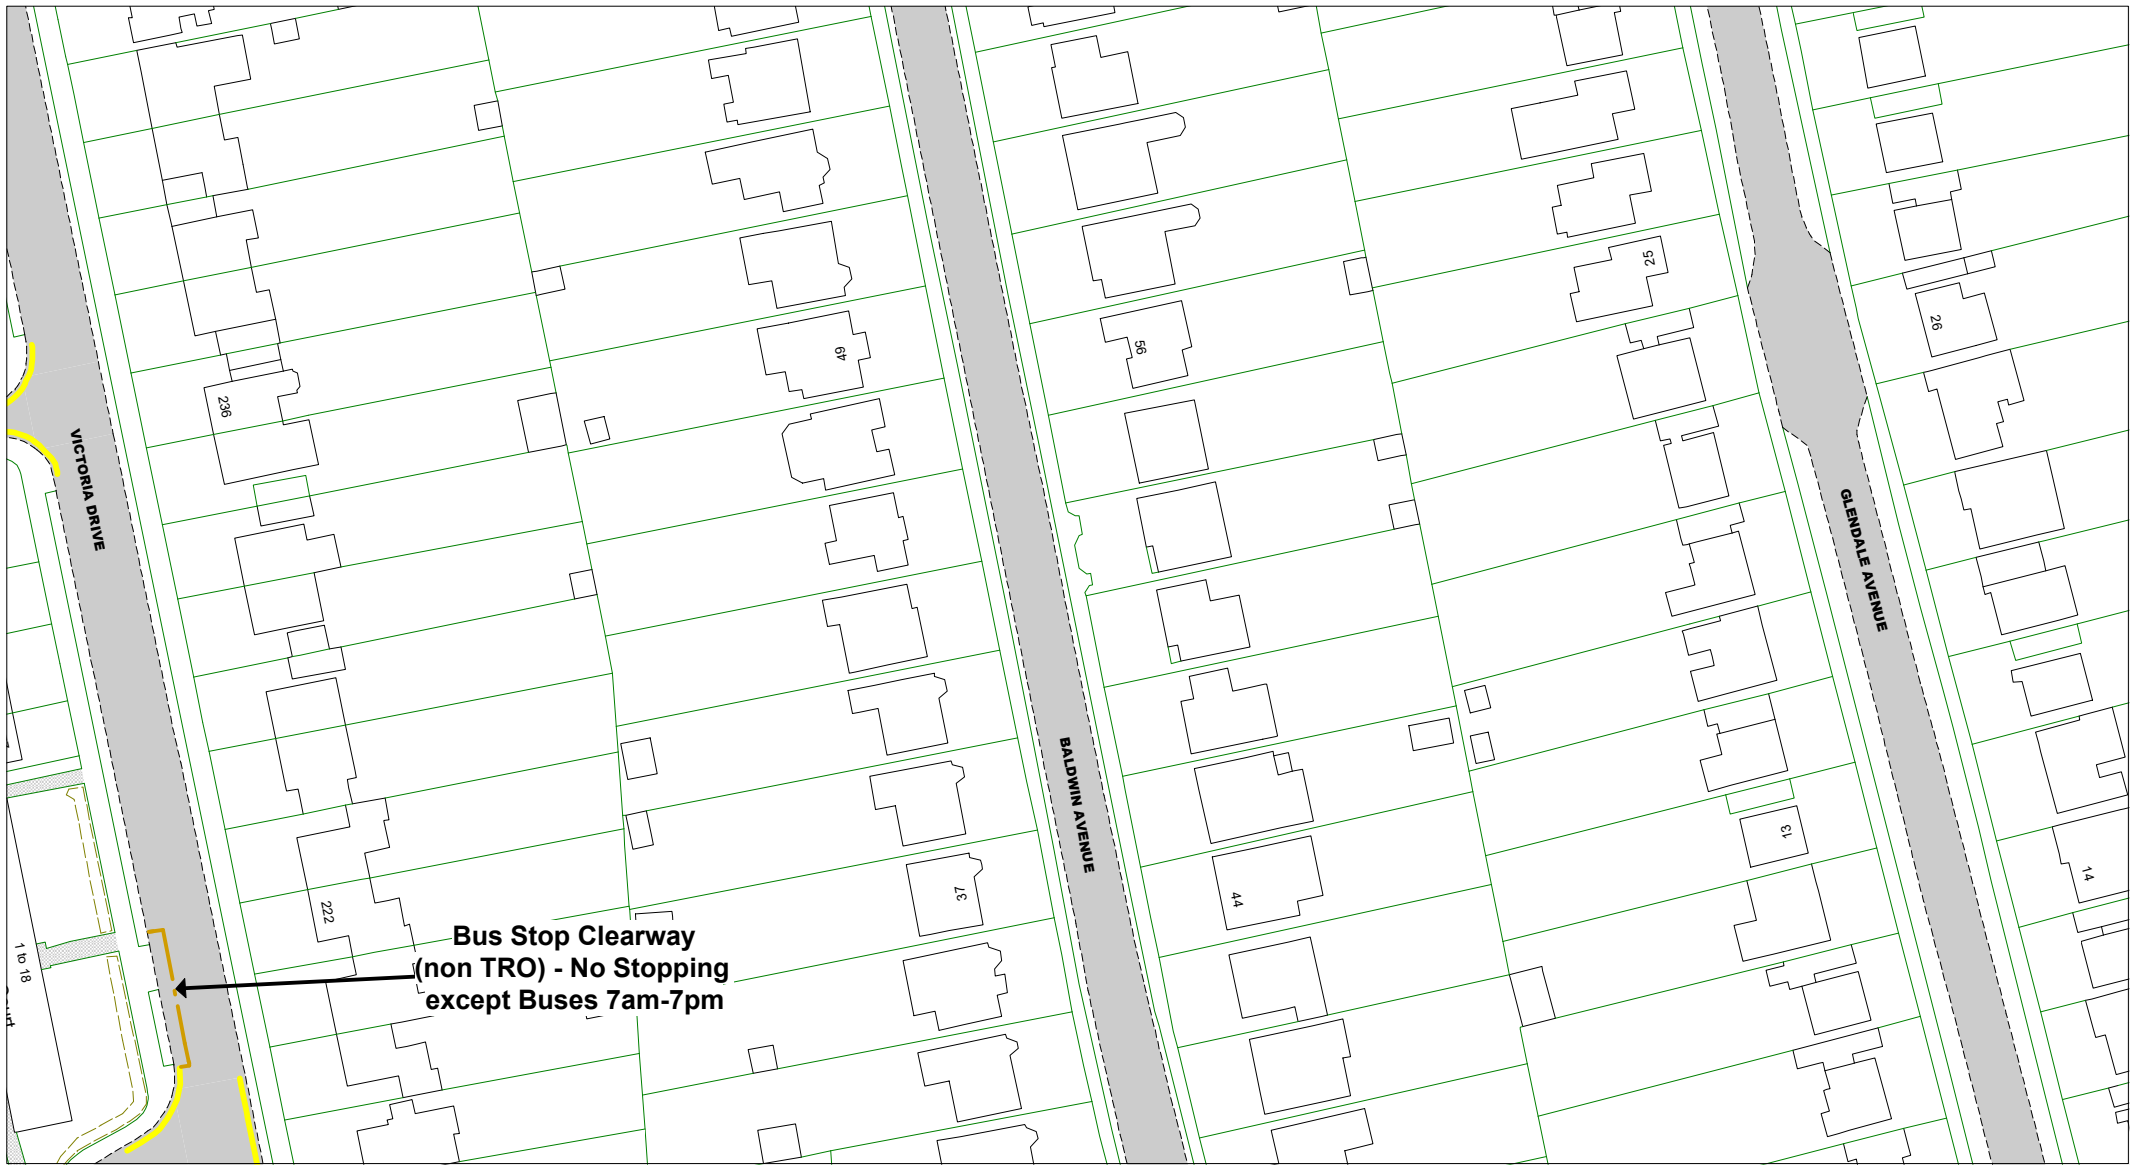 25
26
49
56
236
VICTORIA DRIVE
GLENDALE AVENUE
BALDWIN AVENUE
13
14
37
44
222
Bus Stop Clearway
(non TRO) - No Stopping
except Buses 7am-7pm
1 to 18